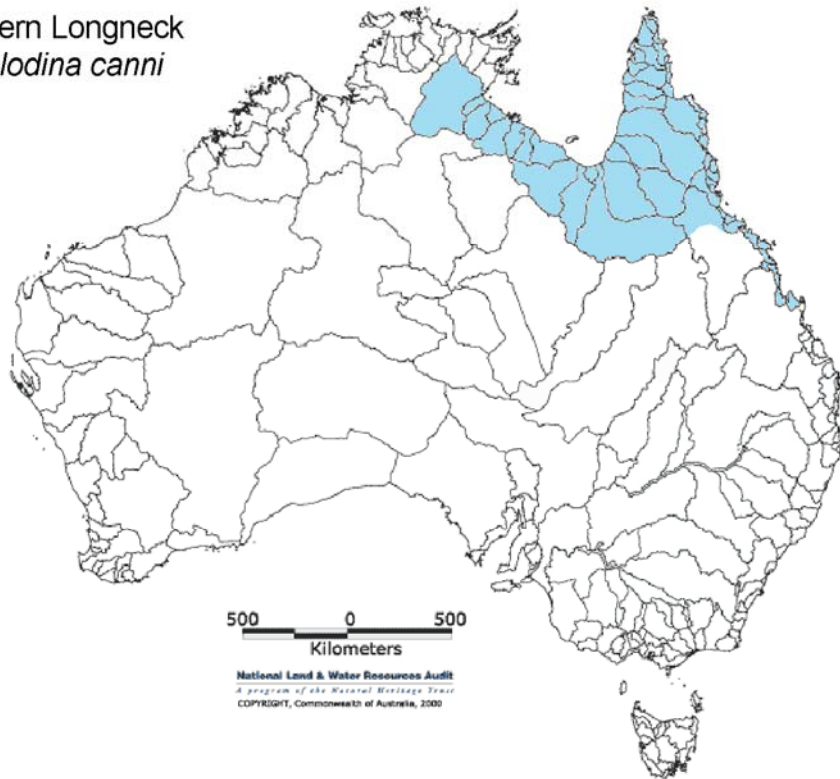 ern Longneck
lodina canni
500 0 500
Kilometers
National Land & Water Resources Audit
A program of the Natural Heritage Trust
COPYRIGHT, Commonwealth of Australia, 2000